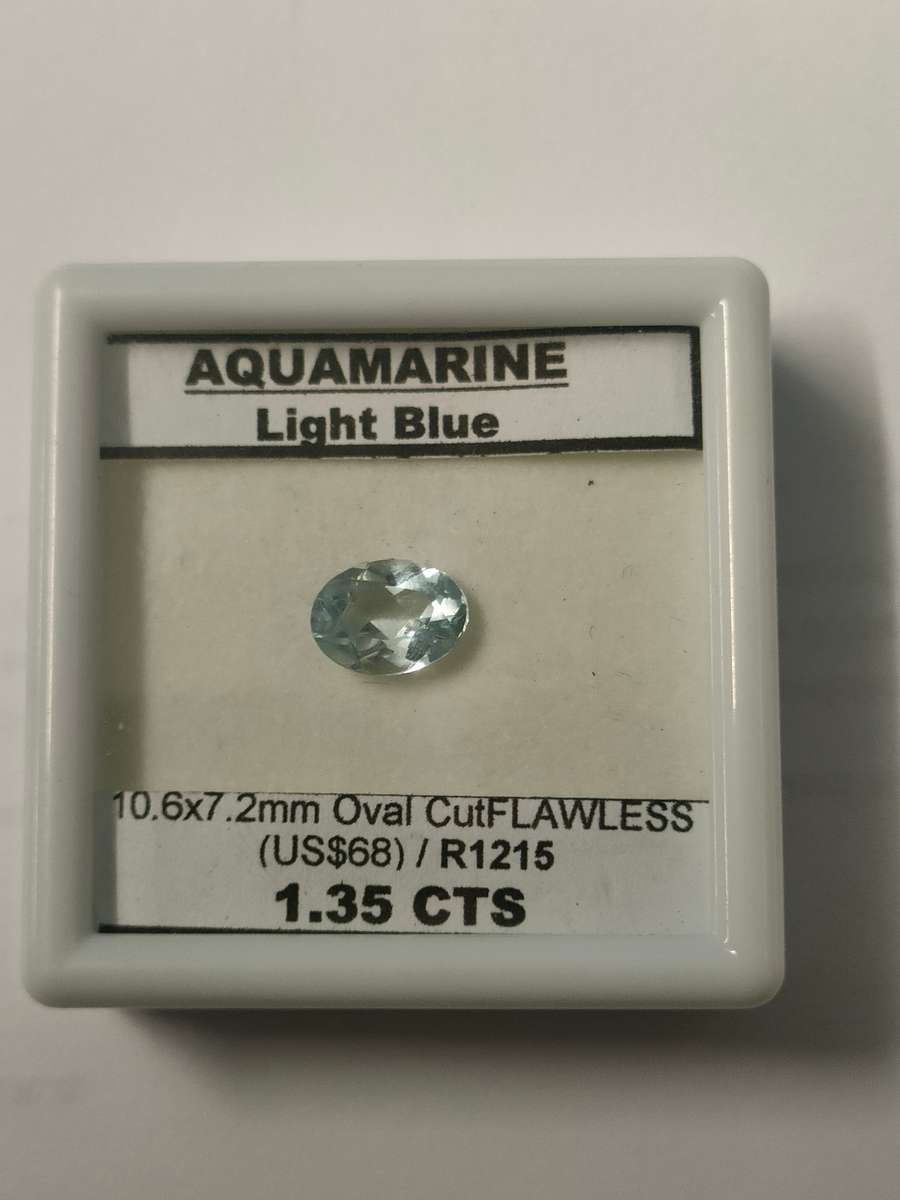 AQUAMARINE
Light Blue
10.6x7.2mm Oval CutFLAWLESS
(US$68) / R1215
1.35 CTS